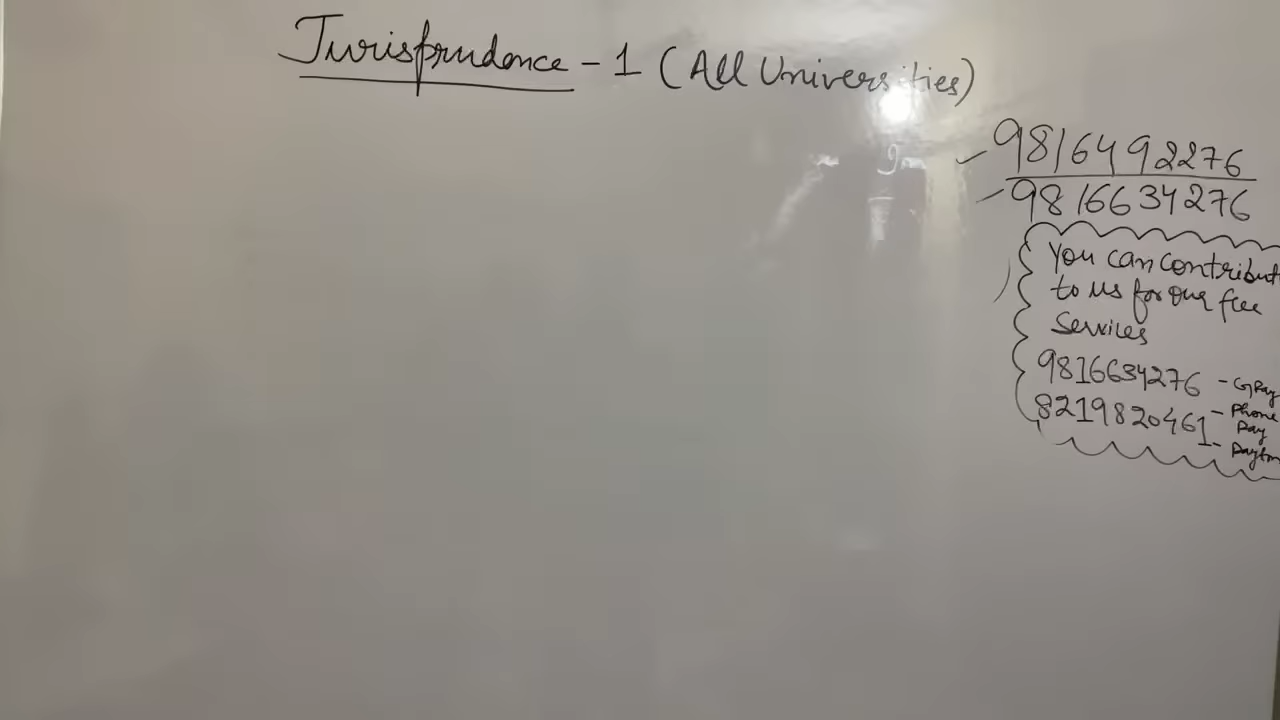 Jurisprudence - 1 (All Universities)
9816492276
9816634276
You can contribut
to us for our free
Services
9816634276 - GPay
8219820461 - Phone
Pay
- Paytm